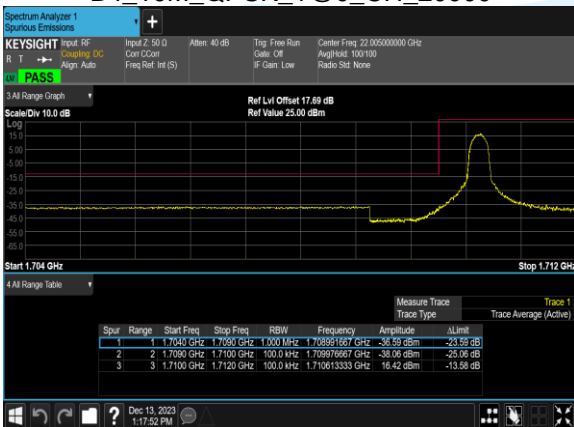 Spectrum Analyzer 1
Spurious Emissions
+
KEYSIGHT Input: RF Input Z: 50 Ω Atten: 40 dB Trig: Free Run Center Freq: 22.005000000 GHz
R T Coupling: DC Corr CCorr Gate: Off Avg|Hold: 100/100
Align: Auto Freq Ref: Int (S) IF Gain: Low Radio Std: None
PASS
3 All Range Graph
Ref Lvl Offset 17.69 dB
Scale/Div 10.0 dB Ref Value 25.00 dBm
Log
15.0
5.00
-5.00
-15.0
-25.0
-35.0
-45.0
-55.0
-65.0
Start 1.704 GHz Stop 1.712 GHz
4 All Range Table
Measure Trace Trace 1
Trace Type Trace Average (Active)
Spur Range Start Freq Stop Freq RBW Frequency Amplitude ΔLimit
1 1 1.7040 GHz 1.7090 GHz 1.000 MHz 1.708991667 GHz -36.59 dBm -23.59 dB
2 2 1.7090 GHz 1.7100 GHz 100.0 kHz 1.709976667 GHz -38.06 dBm -25.06 dB
3 3 1.7100 GHz 1.7120 GHz 100.0 kHz 1.710613333 GHz 16.42 dBm -13.58 dB
? Dec 13, 2023
1:17:52 PM